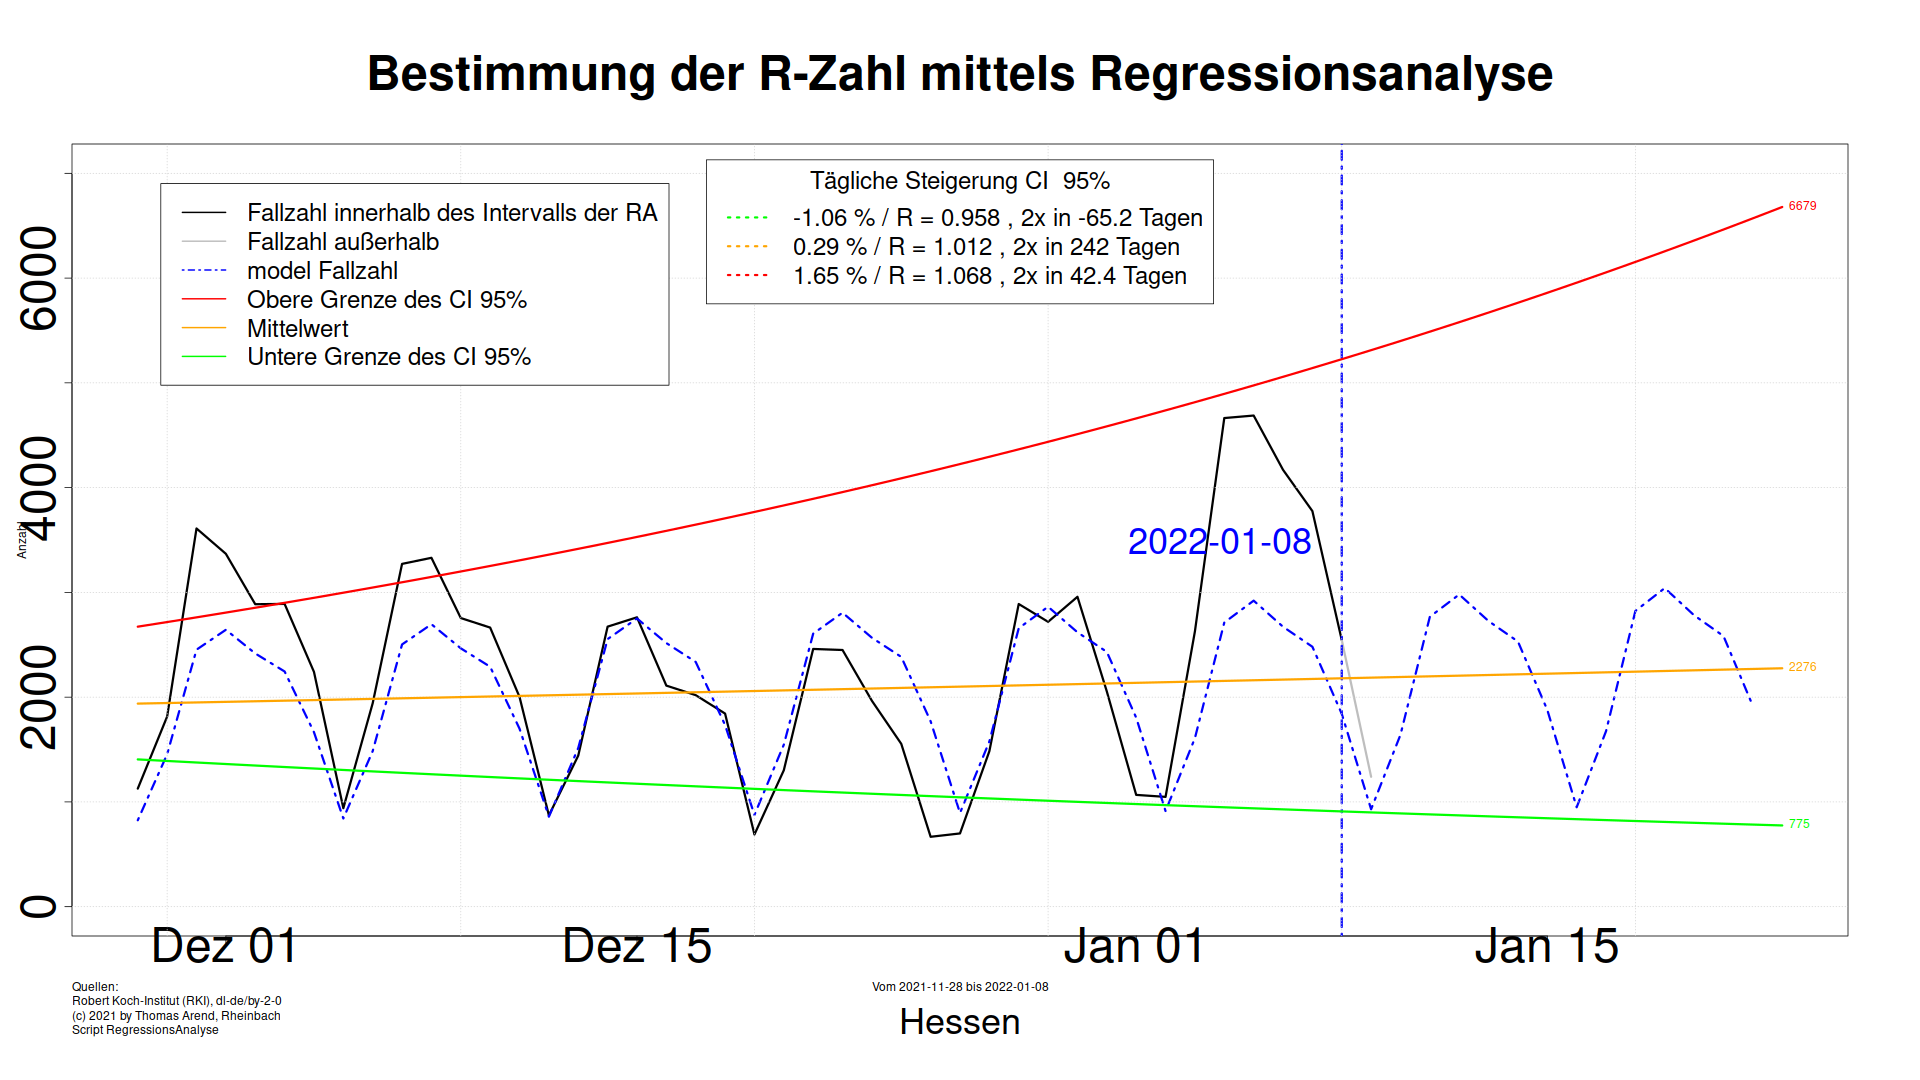 Bestimmung der R-Zahl mittels Regressionsanalyse
Fallzahl innerhalb des Intervalls der RA
Fallzahl außerhalb
model Fallzahl
Obere Grenze des CI 95%
Mittelwert
Untere Grenze des CI 95%
Tägliche Steigerung CI  95%
-1.06 % / R = 0.958 , 2x in -65.2 Tagen
0.29 % / R = 1.012 , 2x in 242 Tagen
1.65 % / R = 1.068 , 2x in 42.4 Tagen
6679
2276
775
2022-01-08
Anzahl
6000
4000
2000
0
Dez 01
Dez 15
Jan 01
Jan 15
Quellen:
Robert Koch-Institut (RKI), dl-de/by-2-0
(c) 2021 by Thomas Arend, Rheinbach
Script RegressionsAnalyse
Vom 2021-11-28 bis 2022-01-08
Hessen